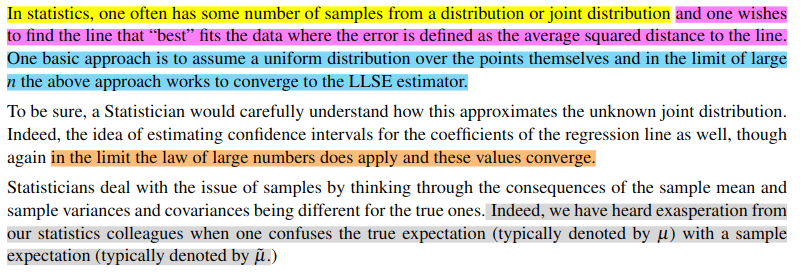 In statistics, one often has some number of samples from a distribution or joint distribution and one wishes
to find the line that “best” fits the data where the error is defined as the average squared distance to the line.
One basic approach is to assume a uniform distribution over the points themselves and in the limit of large
n the above approach works to converge to the LLSE estimator.
To be sure, a Statistician would carefully understand how this approximates the unknown joint distribution.
Indeed, the idea of estimating confidence intervals for the coefficients of the regression line as well, though
again in the limit the law of large numbers does apply and these values converge.
Statisticians deal with the issue of samples by thinking through the consequences of the sample mean and
sample variances and covariances being different for the true ones. Indeed, we have heard exasperation from
our statistics colleagues when one confuses the true expectation (typically denoted by μ) with a sample
expectation (typically denoted by μ̃.)